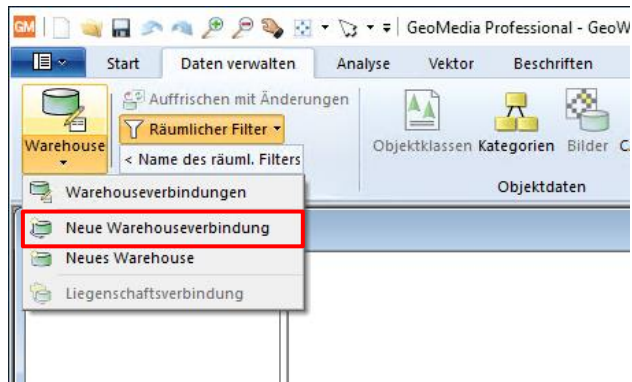 GM GeoMedia Professional - GeoW
Start Daten verwalten Analyse Vektor Beschriften
Auffrischen mit Änderungen
Räumlicher Filter
< Name des räuml. Filters
Warehouse
Objektklassen Kategorien Bilder
Objektdaten
Warehouseverbindungen
Neue Warehouseverbindung
Neues Warehouse
Liegenschaftsverbindung